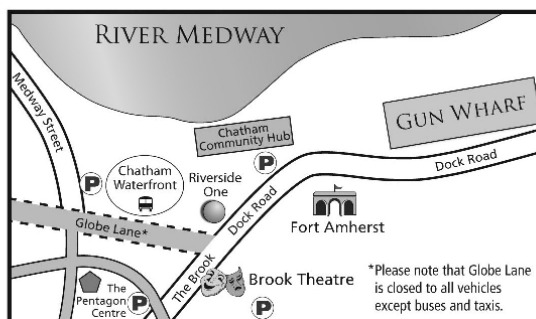 RIVER MEDWAY
Medway Street
Chatham
Community Hub
GUN WHARF
P
Dock Road
P
Chatham
Waterfront
Riverside
One
Dock Road
Fort Amherst
Globe Lane*
The Brook
Brook Theatre
The
Pentagon
Centre
P
P
*Please note that Globe Lane
is closed to all vehicles
except buses and taxis.